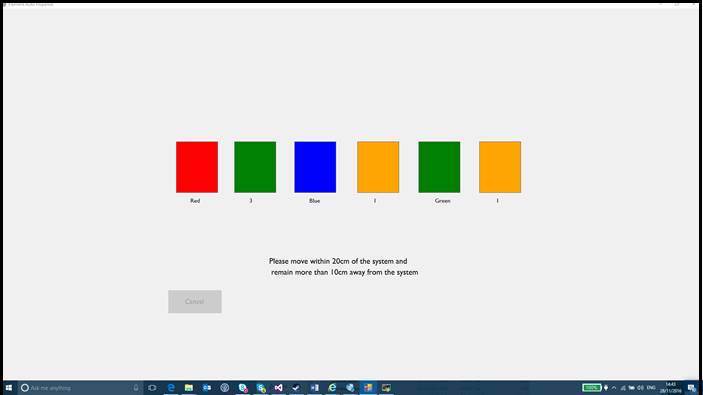 Red
3
Blue
1
Green
1
Please move within 20cm of the system and
remain more than 10cm away from the system
Cancel
Ask me anything
100%
ENG
14:43
28/11/2016